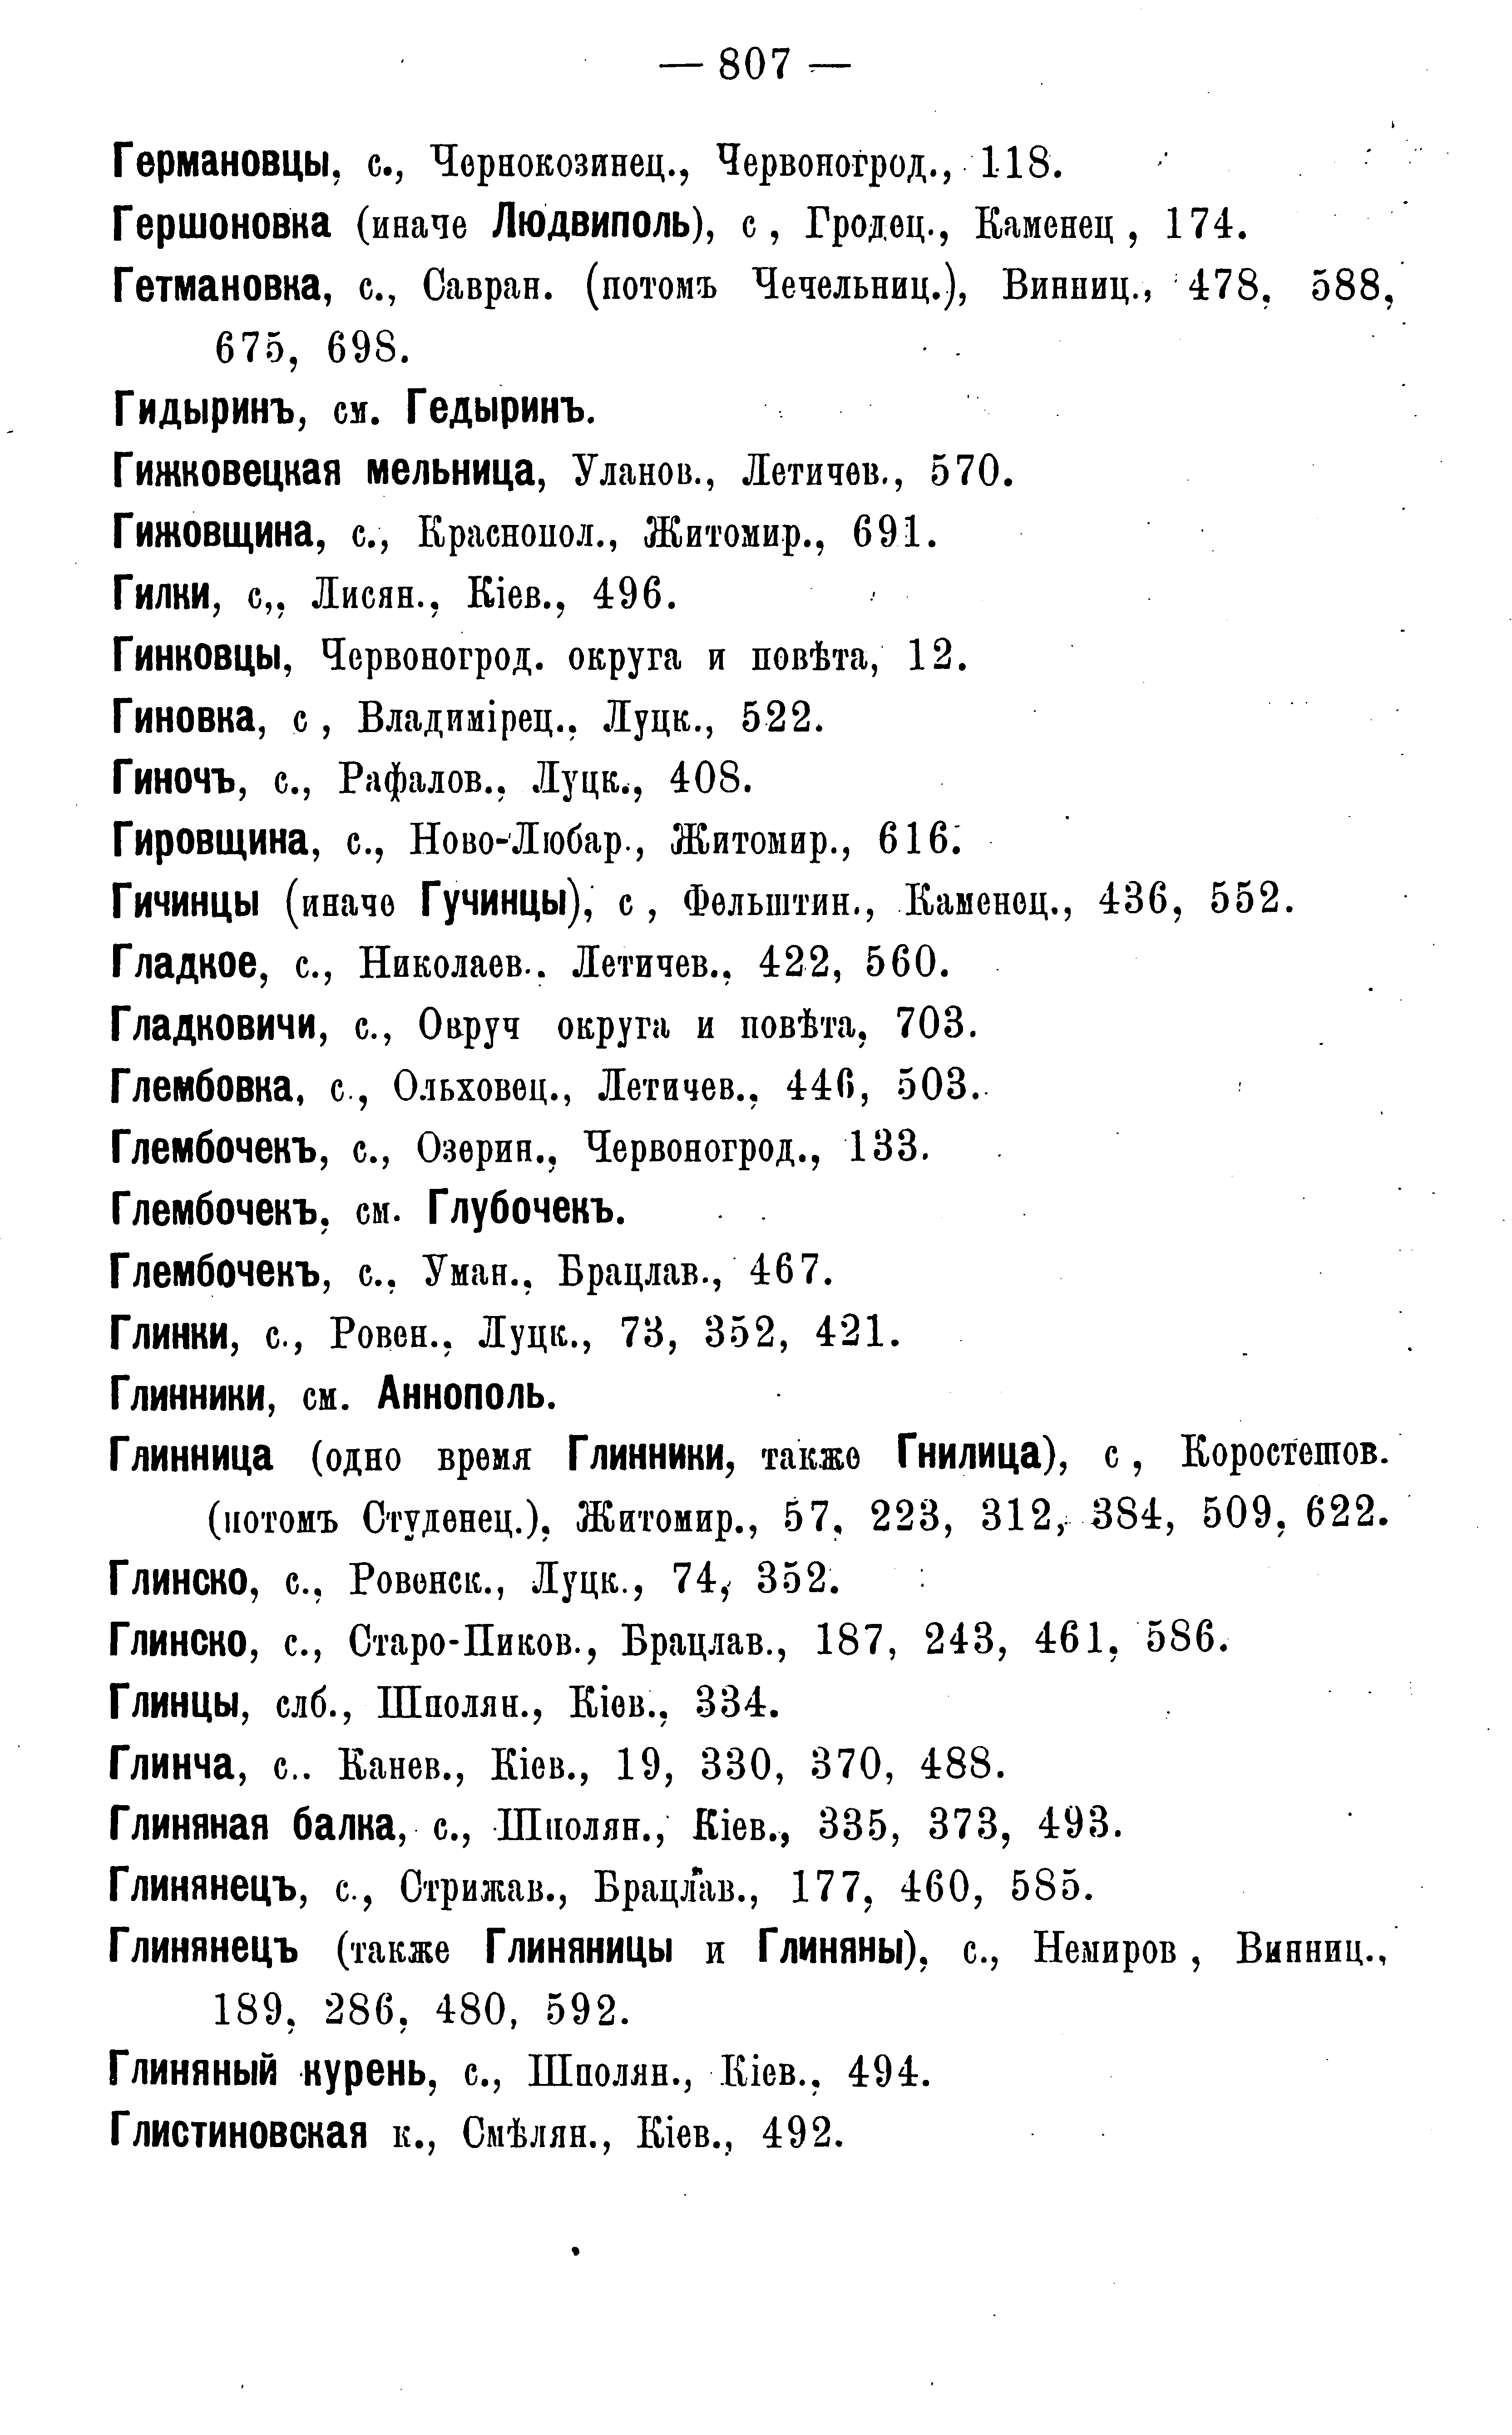 — 807 —
Германовцы, с., Чернокозинец., Червоногрод., 118.
Гершоновка (иначе Людвиполь), с , Гродец., Каменец , 174.
Гетмановка, с., Савран. (потомъ Чечельниц.), Винниц., 478, 588,
675, 698.
Гидыринъ, см. Гедыринъ.
Гижковецкая мельница, Уланов., Летичев., 570.
Гижовщина, с., Краснопол., Житомир., 691.
Гилки, с,, Лисян., Кіев., 496.
Гинковцы, Червоногрод. округа и повѣта, 12.
Гиновка, с , Владимірец., Луцк., 522.
Гиночъ, с., Рафалов., Луцк., 408.
Гировщина, с., Ново-Любар., Житомир., 616.
Гичинцы (иначе Гучинцы), с , Фельштин., Каменец., 436, 552.
Гладкое, с., Николаев.. Летичев., 422, 560.
Гладковичи, с., Овруч округа и повѣта, 703.
Глембовка, с., Ольховец., Летичев., 446, 503.
Глембочекъ, с., Озерин., Червоногрод., 133.
Глембочекъ, см. Глубочекъ.
Глембочекъ, с., Уман., Брацлав., 467.
Глинки, с., Ровен., Луцк., 73, 352, 421.
Глинники, см. Аннополь.
Глинница (одно время Глинники, также Гнилица), с , Коростешов.
(потомъ Студенец.), Житомир., 57, 223, 312, 384, 509, 622.
Глинско, с., Ровенск., Луцк., 74, 352.
Глинско, с., Старо-Пиков., Брацлав., 187, 243, 461, 586.
Глинцы, слб., Шполян., Кіев., 334.
Глинча, с.. Канев., Кіев., 19, 330, 370, 488.
Глиняная балка, с., Шполян., Кіев., 335, 373, 493.
Глинянецъ, с., Стрижав., Брацлав., 177, 460, 585.
Глинянецъ (также Глиняницы и Глиняны), с., Немиров , Винниц.,
189, 286, 480, 592.
Глиняный курень, с., Шполян., Кіев., 494.
Глистиновская к., Смѣлян., Кіев., 492.